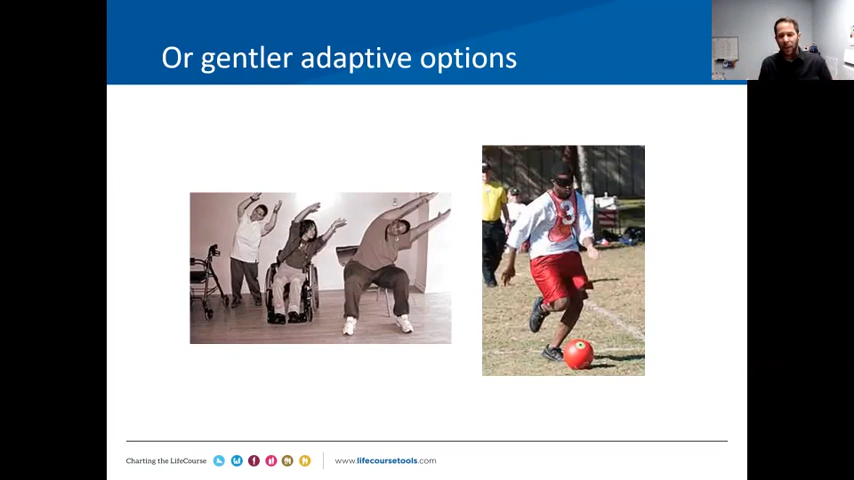 Or gentler adaptive options
Charting the LifeCourse
www.lifecoursetools.com